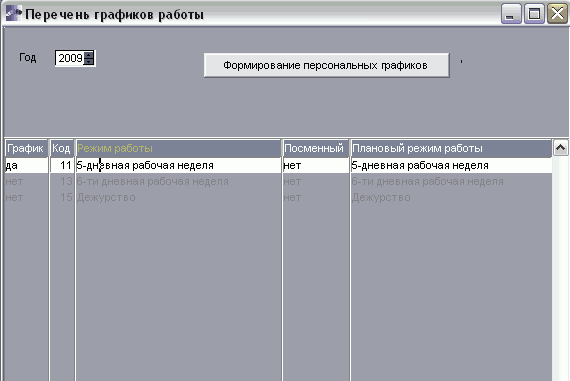 Перечень графиков работы
Год 2009 Формирование персональных графиков
График Код Режим работы Посменный Плановый режим работы
да 11 5-дневная рабочая неделя нет 5-дневная рабочая неделя
нет 13 6-ти дневная рабочая неделя нет 6-ти дневная рабочая неделя
нет 15 Дежурство нет Дежурство